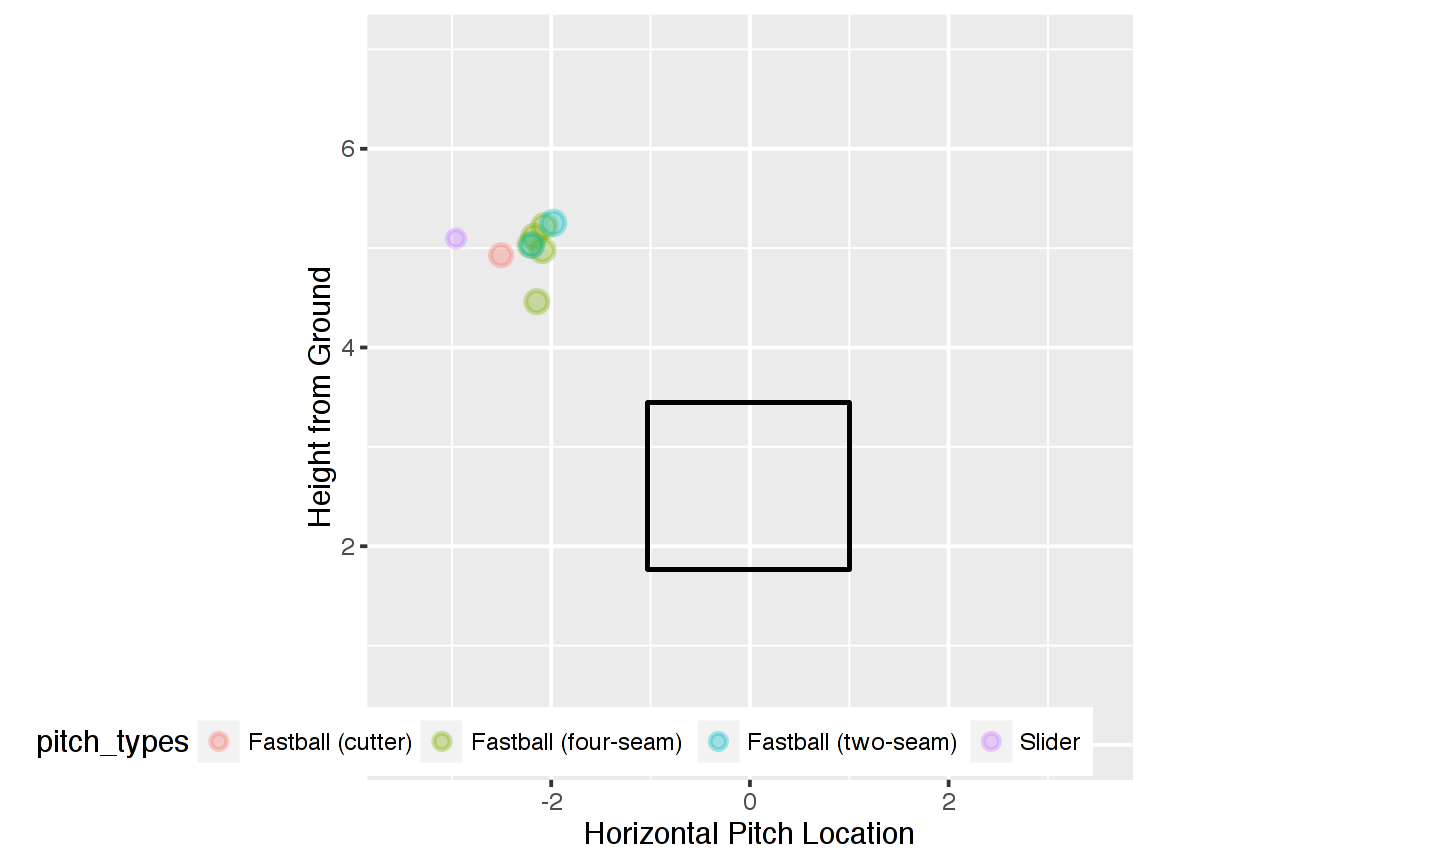 6
4
2
Height from Ground
pitch_types Fastball (cutter) Fastball (four-seam) Fastball (two-seam) Slider
-2 0 2
Horizontal Pitch Location